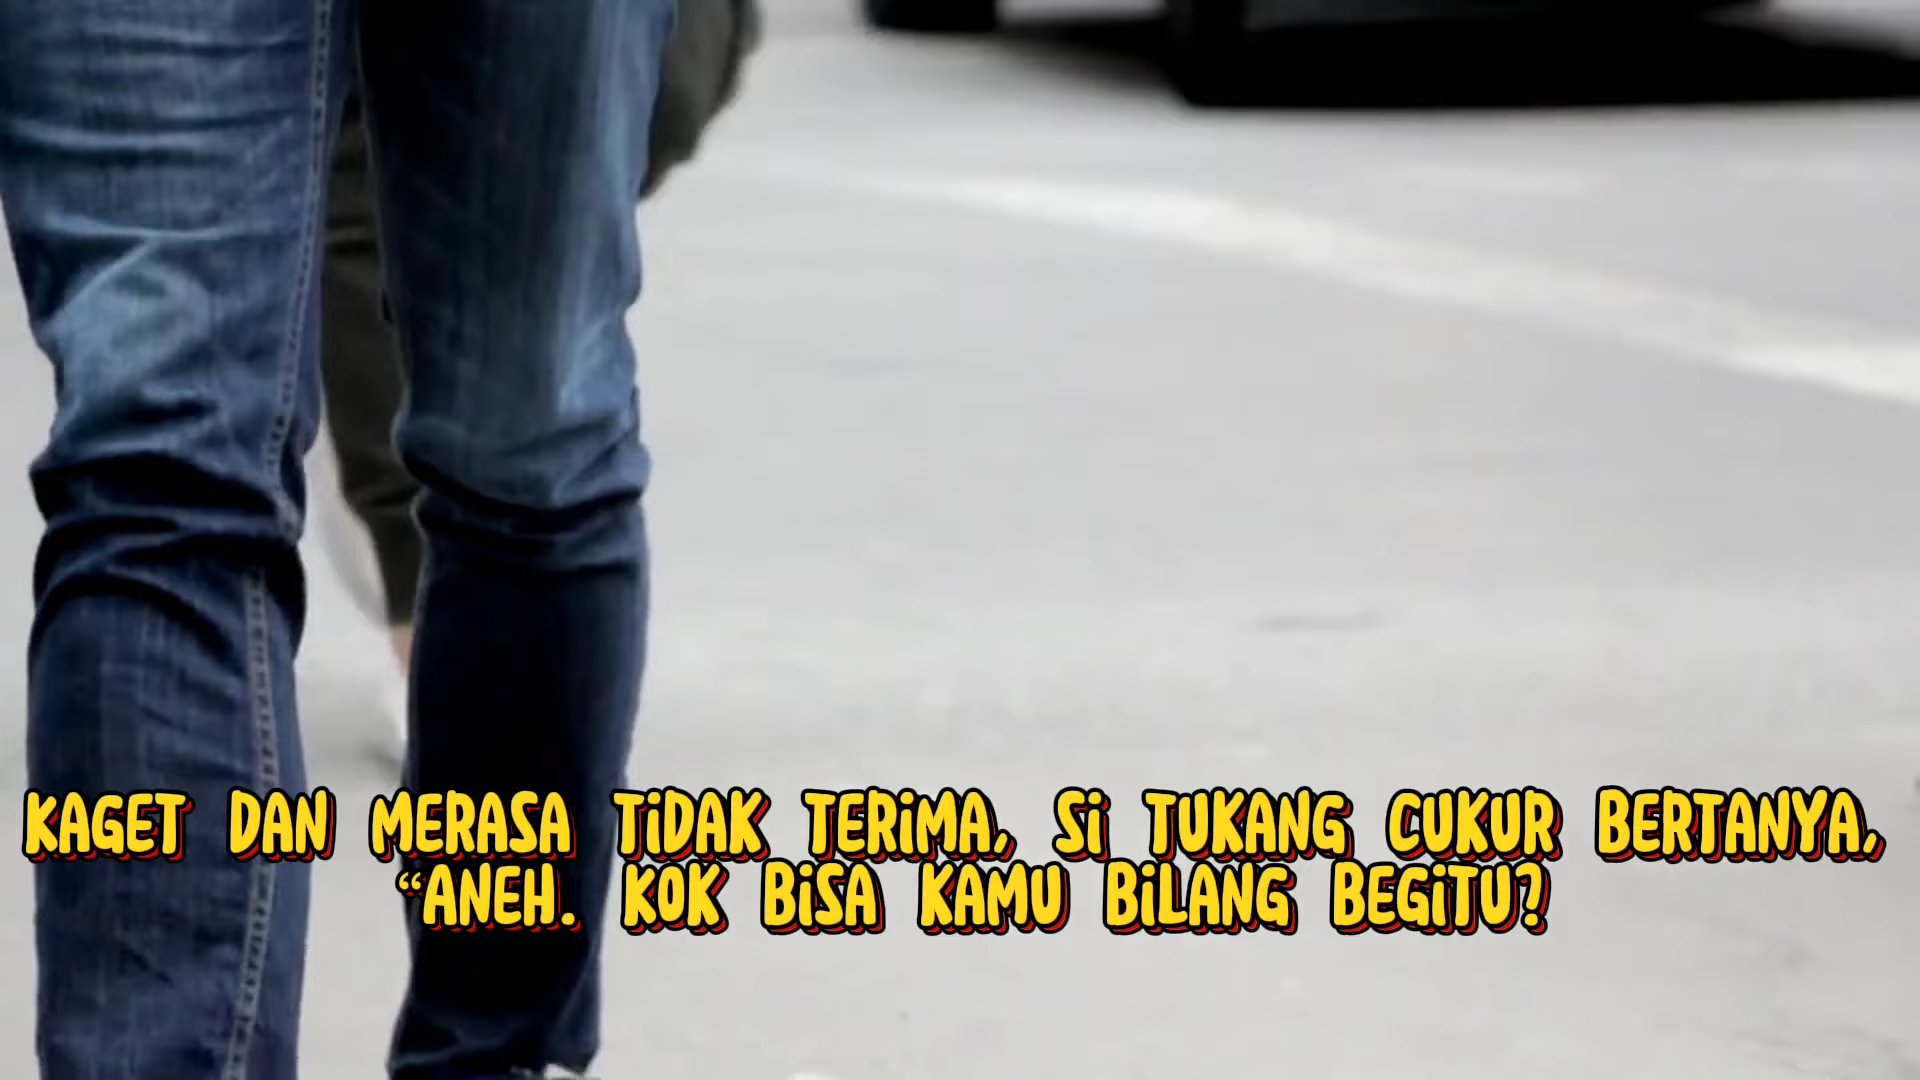 KAGET DAN MERASA TiDAK TERiMA, Si TUKANG CUKUR BERTANYA,
“ANEH. KOK BiSA KAMU BiLANG BEGiTU?